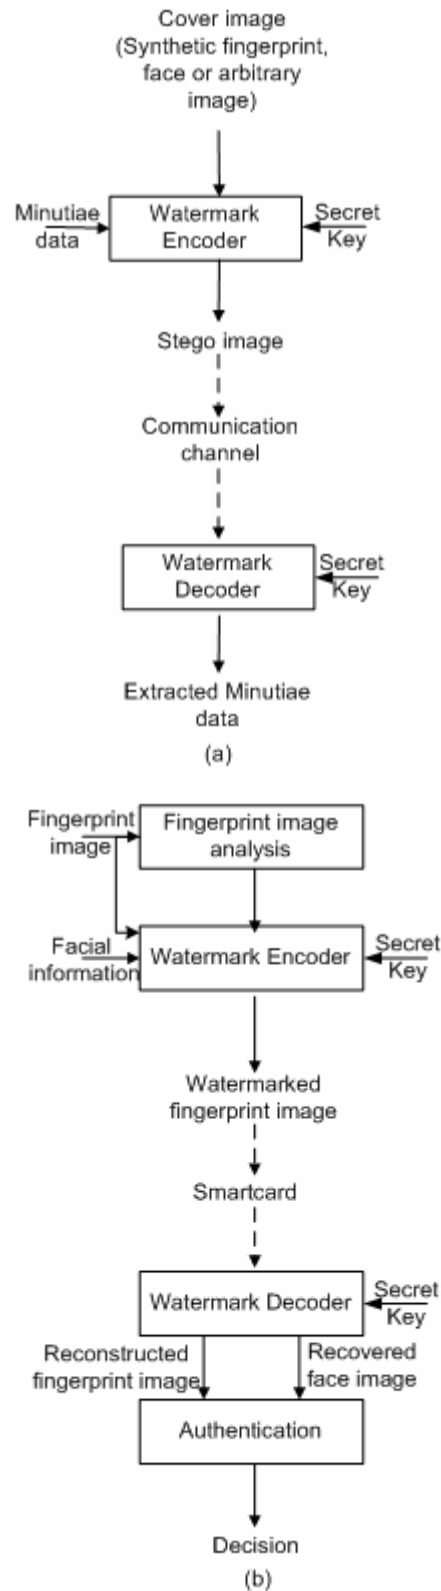 Cover image
(Synthetic fingerprint,
face or arbitrary
image)
Minutiae
data
Watermark
Encoder
Secret
Key
Stego image
Communication
channel
Watermark
Decoder
Secret
Key
Extracted Minutiae
data
(a)
Fingerprint
image
Fingerprint image
analysis
Facial
information
Watermark Encoder
Secret
Key
Watermarked
fingerprint image
Smartcard
Watermark Decoder
Secret
Key
Reconstructed
fingerprint image
Recovered
face image
Authentication
Decision
(b)